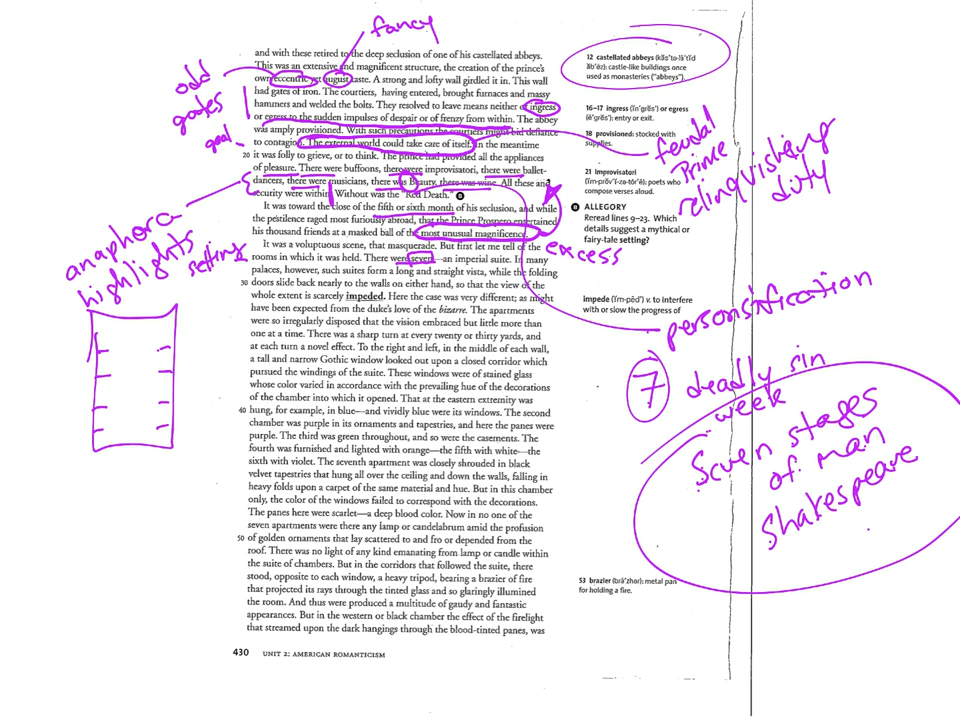 fancy
odd
goates
goal
and with these retired to the deep seclusion of one of his castellated abbeys.
This was an extensive and magnificent structure, the creation of the prince's
own eccentric yet august taste. A strong and lofty wall girdled it in. This wall
had gates of iron. The courtiers, having entered, brought furnaces and massy
hammers and welded the bolts. They resolved to leave means neither of ingress
or egress to the sudden impulses of despair or of frenzy from within. The abbey
was amply provisioned. With such precautions the courtiers might bid defiance
to contagion. The external world could take care of itself. In the meantime
20 it was folly to grieve, or to think. The prince had provided all the appliances
of pleasure. There were buffoons, there were improvisatori, there were ballet-
dancers, there were musicians, there was Beauty, there was wine. All these and
security were within. Without was the "Red Death." B
It was toward the close of the fifth or sixth month of his seclusion, and while
the pestilence raged most furiously abroad, that the Prince Prospero entertained
his thousand friends at a masked ball of the most unusual magnificence.
It was a voluptuous scene, that masquerade. But first let me tell of the
rooms in which it was held. There were seven—an imperial suite. In many
palaces, however, such suites form a long and straight vista, while the folding
30 doors slide back nearly to the walls on either hand, so that the view of the
whole extent is scarcely impeded. Here the case was very different; as might
have been expected from the duke's love of the bizarre. The apartments
were so irregularly disposed that the vision embraced but little more than
one at a time. There was a sharp turn at every twenty or thirty yards, and
at each turn a novel effect. To the right and left, in the middle of each wall,
a tall and narrow Gothic window looked out upon a closed corridor which
pursued the windings of the suite. These windows were of stained glass
whose color varied in accordance with the prevailing hue of the decorations
of the chamber into which it opened. That at the eastern extremity was
40 hung, for example, in blue—and vividly blue were its windows. The second
chamber was purple in its ornaments and tapestries, and here the panes were
purple. The third was green throughout, and so were the casements. The
fourth was furnished and lighted with orange—the fifth with white—the
sixth with violet. The seventh apartment was closely shrouded in black
velvet tapestries that hung all over the ceiling and down the walls, falling in
heavy folds upon a carpet of the same material and hue. But in this chamber
only, the color of the windows failed to correspond with the decorations.
The panes here were scarlet—a deep blood color. Now in no one of the
seven apartments were there any lamp or candelabrum amid the profusion
50 of golden ornaments that lay scattered to and fro or depended from the
roof. There was no light of any kind emanating from lamp or candle within
the suite of chambers. But in the corridors that followed the suite, there
stood, opposite to each window, a heavy tripod, bearing a brazier of fire
that projected its rays through the tinted glass and so glaringly illumined
the room. And thus were produced a multitude of gaudy and fantastic
appearances. But in the western or black chamber the effect of the firelight
that streamed upon the dark hangings through the blood-tinted panes, was
anaphora
highlights
setting
12 castellated abbeys
castle-like buildings once
used as monasteries ("abbeys").
16–17 ingress or egress
entry or exit.
18 provisioned: stocked with
supplies.
21 improvisatori
poets who
compose verses aloud.
B ALLEGORY
Reread lines 9–23. Which
details suggest a mythical or
fairy-tale setting?
feudal
Prince
relinquishing
duty
excess
impede v. to interfere
with or slow the progress of
personsification
7 deadly sin
week
Seven stages
of man
Shakespeare
53 brazier metal pan
for holding a fire.
430 UNIT 2: AMERICAN ROMANTICISM